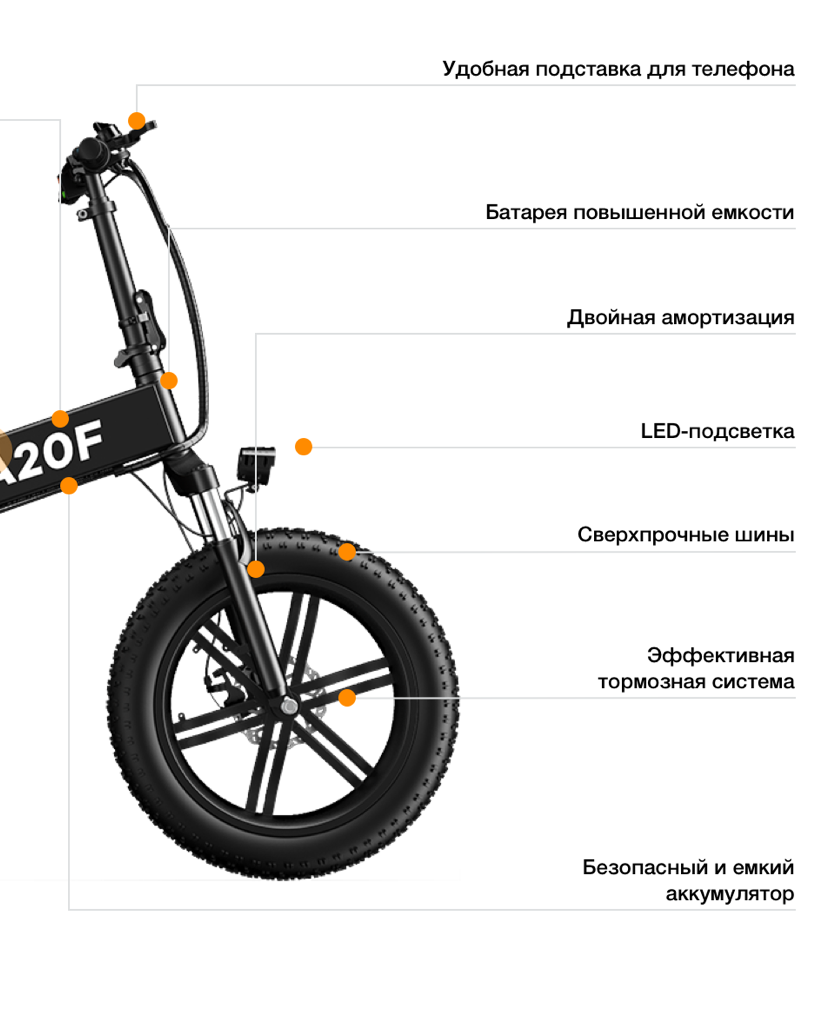 Удобная подставка для телефона
Батарея повышенной емкости
Двойная амортизация
LED-подсветка
A20F
Сверхпрочные шины
Эффективная
тормозная система
Безопасный и емкий
аккумулятор